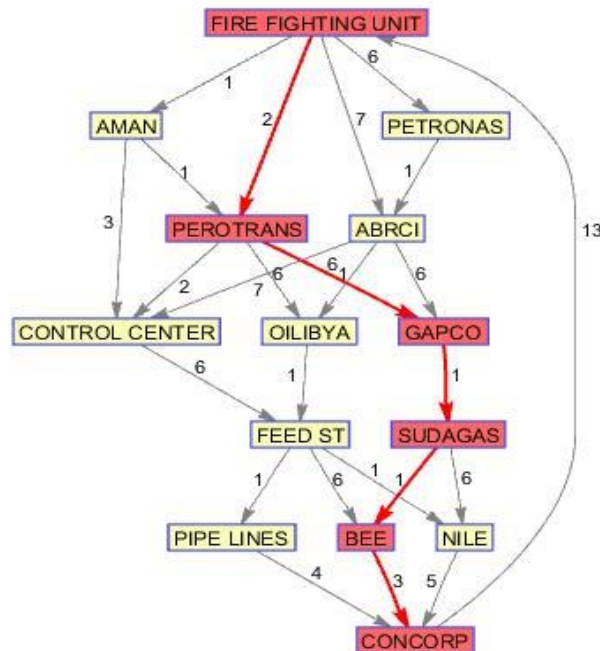 FIRE FIGHTING UNIT
1
2
7
6
AMAN
PETRONAS
3
1
1
PEROTRANS
ABRCI
13
2
6
7
6
1
6
CONTROL CENTER
OILIBYA
GAPCO
6
1
1
FEED ST
SUDAGAS
1
6
1
1
6
PIPE LINES
BEE
NILE
4
3
5
CONCORP